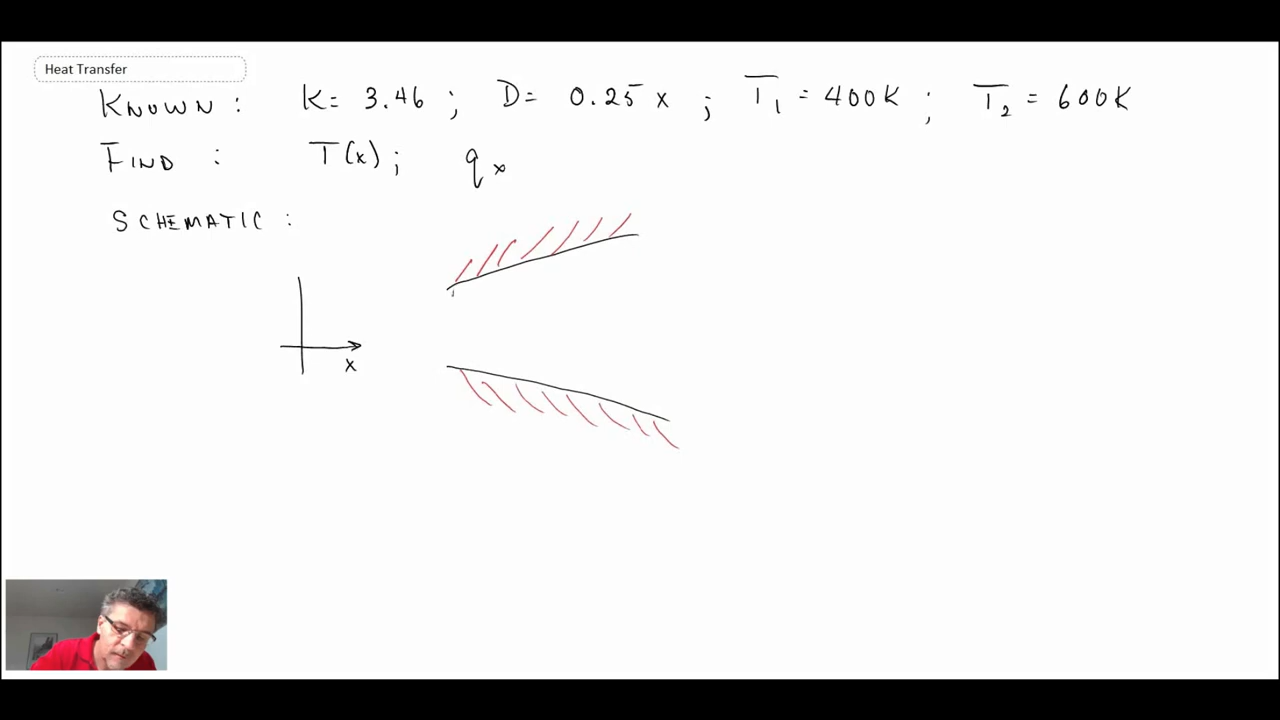 Heat Transfer
KNOWN: K= 3.46 ; D= 0.25 x ; T1 = 400K ; T2 = 600K
FIND : T(x); qx
SCHEMATIC :
x